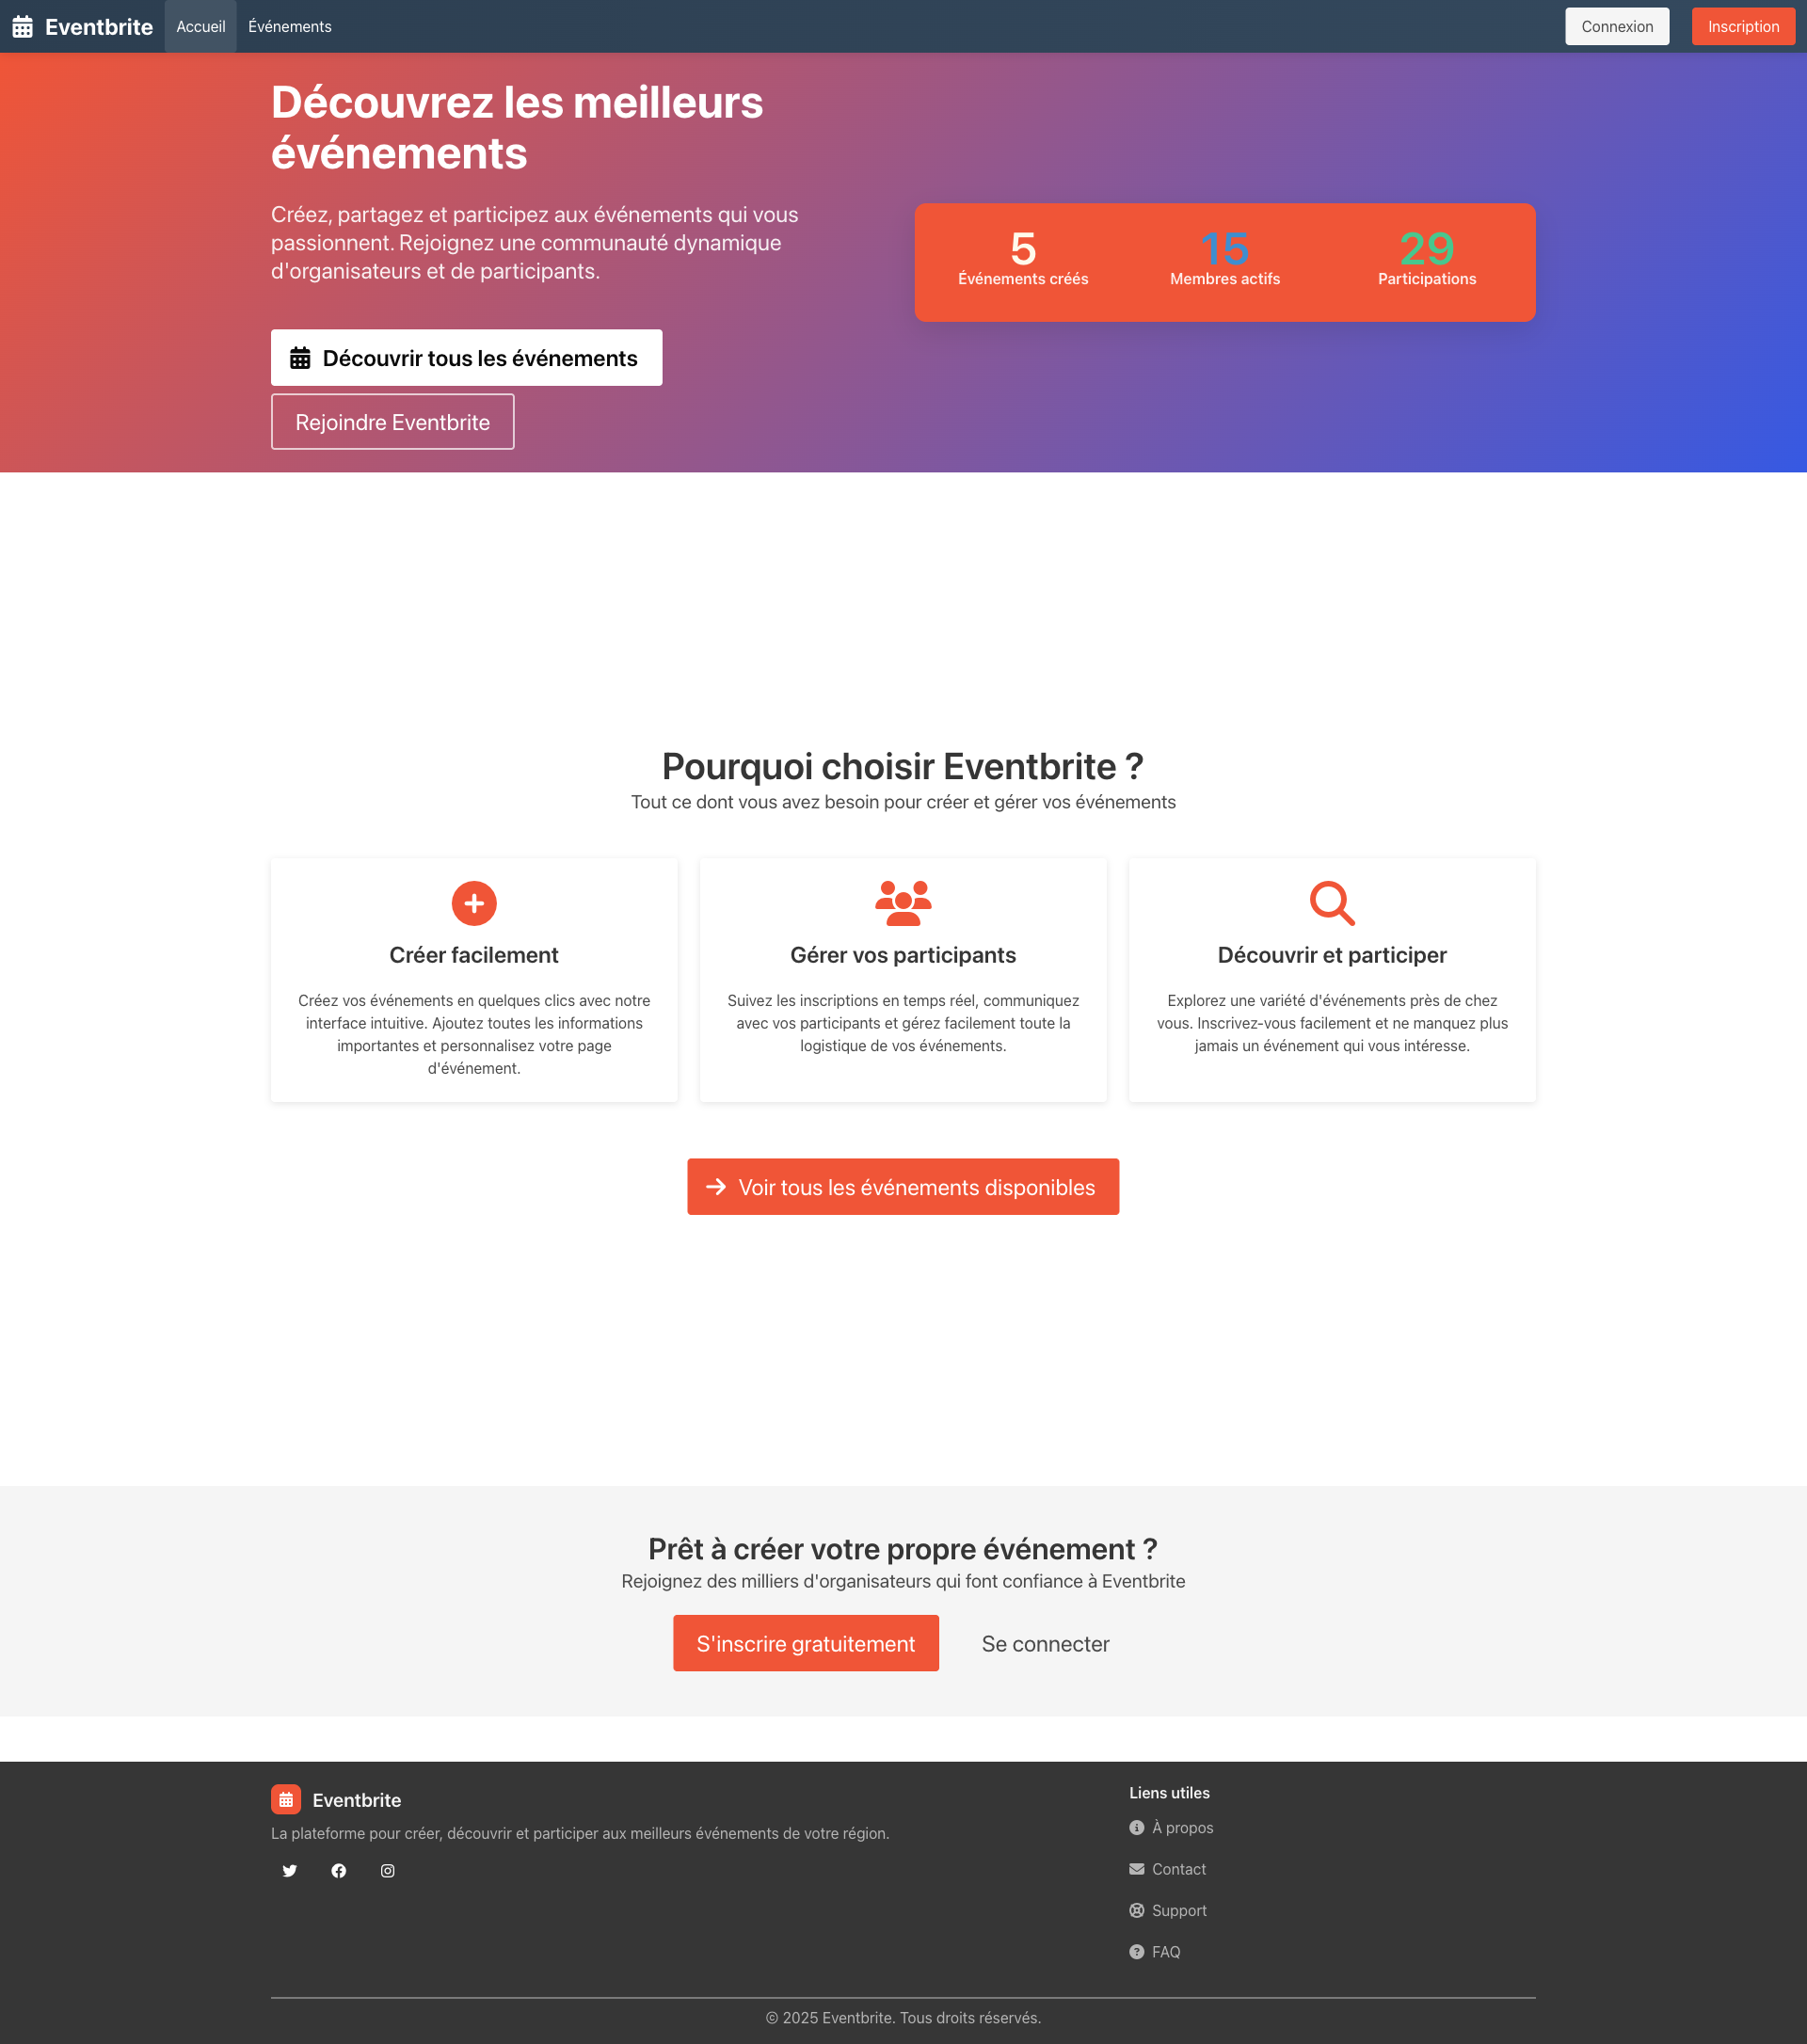 Eventbrite
Accueil
Événements
Connexion
Inscription
Découvrez les meilleurs
événements
Créez, partagez et participez aux événements qui vous
passionnent. Rejoignez une communauté dynamique
d'organisateurs et de participants.
Découvrir tous les événements
Rejoindre Eventbrite
5
Événements créés
15
Membres actifs
29
Participations
Pourquoi choisir Eventbrite ?
Tout ce dont vous avez besoin pour créer et gérer vos événements
Créer facilement
Créez vos événements en quelques clics avec notre
interface intuitive. Ajoutez toutes les informations
importantes et personnalisez votre page
d'événement.
Gérer vos participants
Suivez les inscriptions en temps réel, communiquez
avec vos participants et gérez facilement toute la
logistique de vos événements.
Découvrir et participer
Explorez une variété d'événements près de chez
vous. Inscrivez-vous facilement et ne manquez plus
jamais un événement qui vous intéresse.
Voir tous les événements disponibles
Prêt à créer votre propre événement ?
Rejoignez des milliers d'organisateurs qui font confiance à Eventbrite
S'inscrire gratuitement
Se connecter
Eventbrite
La plateforme pour créer, découvrir et participer aux meilleurs événements de votre région.
Liens utiles
À propos
Contact
Support
FAQ
© 2025 Eventbrite. Tous droits réservés.